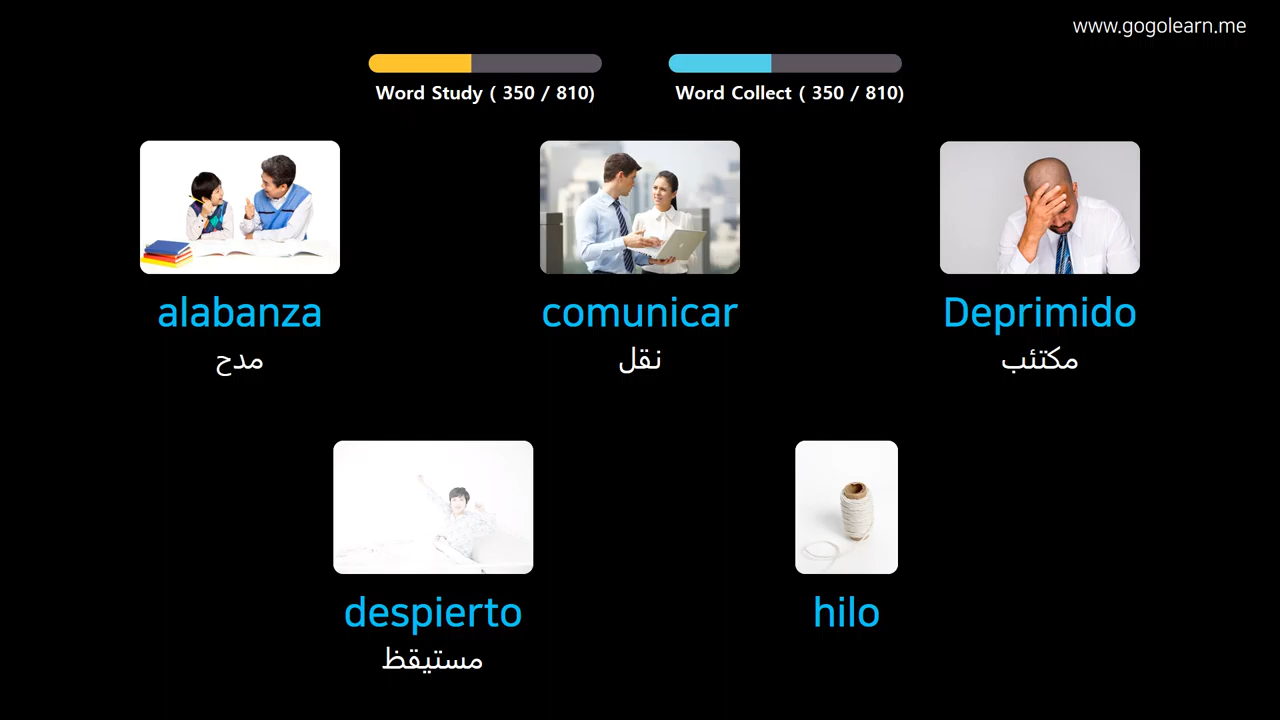 www.gogolearn.me
Word Study ( 350 / 810)
Word Collect ( 350 / 810)
alabanza
مدح
comunicar
نقل
Deprimido
مكتئب
despierto
مستيقظ
hilo